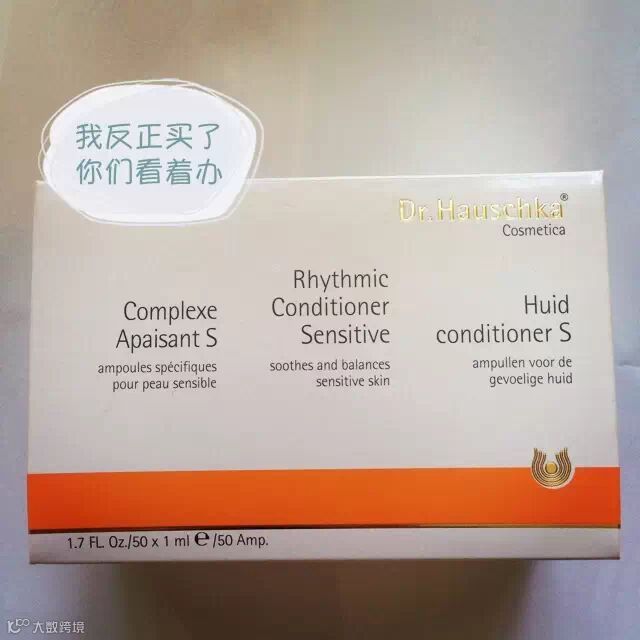 我反正买了
你们看着办
Dr.Hauschka®
Cosmetica
Complexe
Apaisant S
ampoules spécifiques
pour peau sensible
Rhythmic
Conditioner
Sensitive
soothes and balances
sensitive skin
Huid
conditioner S
ampullen voor de
gevoelige huid
1.7 FL. Oz./50 x 1 ml ℮/50 Amp.
大数跨境